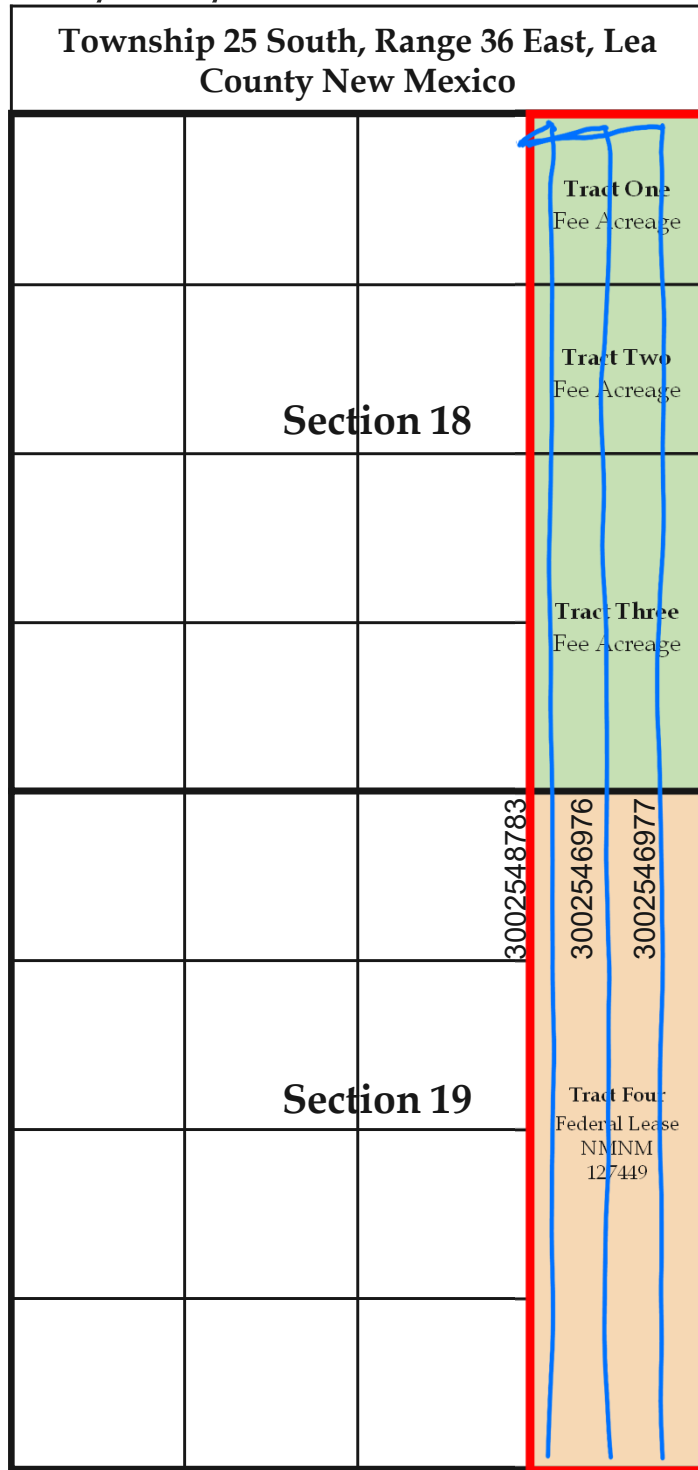 Township 25 South, Range 36 East, Lea
County New Mexico
Tract One
Fee Acreage
Tract Two
Fee Acreage
Section 18
Tract Three
Fee Acreage
3002548783
3002546976
3002546977
Section 19
Tract Four
Federal Lease
NMNM
127449